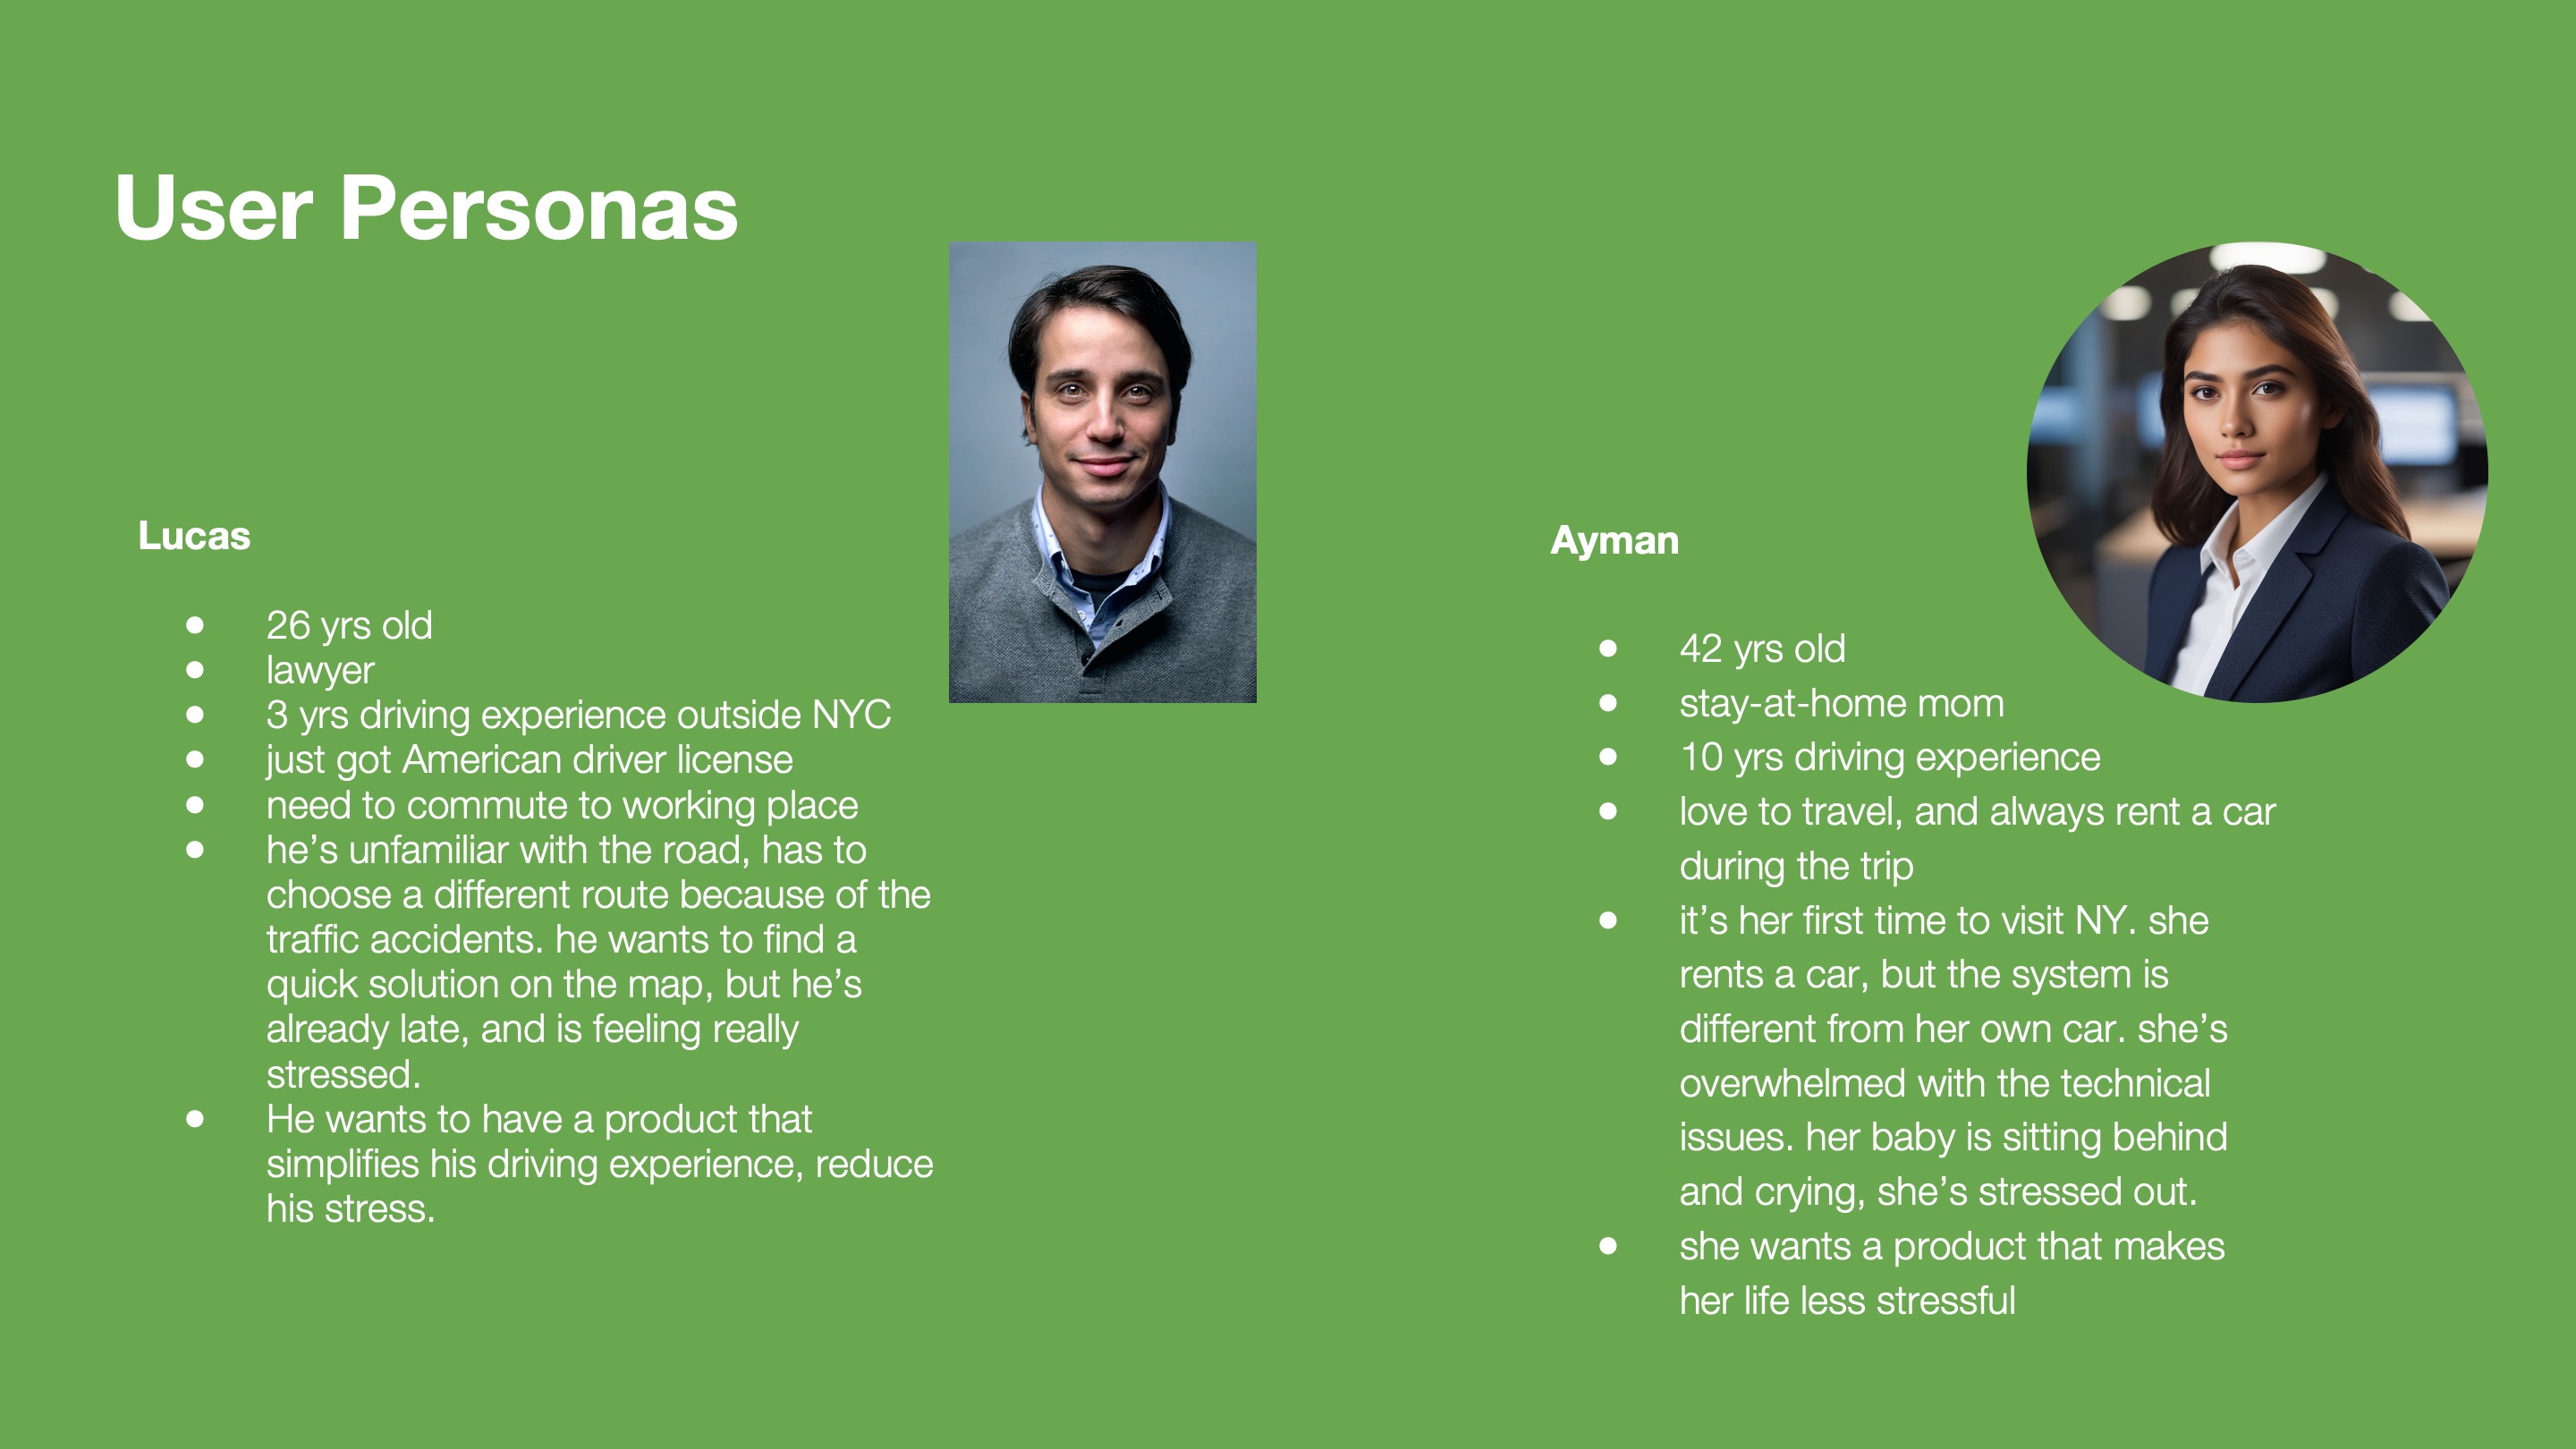 User Personas
Lucas
● 26 yrs old
● lawyer
● 3 yrs driving experience outside NYC
● just got American driver license
● need to commute to working place
● he’s unfamiliar with the road, has to
choose a different route because of the
traffic accidents. he wants to find a
quick solution on the map, but he’s
already late, and is feeling really
stressed.
● He wants to have a product that
simplifies his driving experience, reduce
his stress.
Ayman
● 42 yrs old
● stay-at-home mom
● 10 yrs driving experience
● love to travel, and always rent a car
during the trip
● it’s her first time to visit NY. she
rents a car, but the system is
different from her own car. she’s
overwhelmed with the technical
issues. her baby is sitting behind
and crying, she’s stressed out.
● she wants a product that makes
her life less stressful